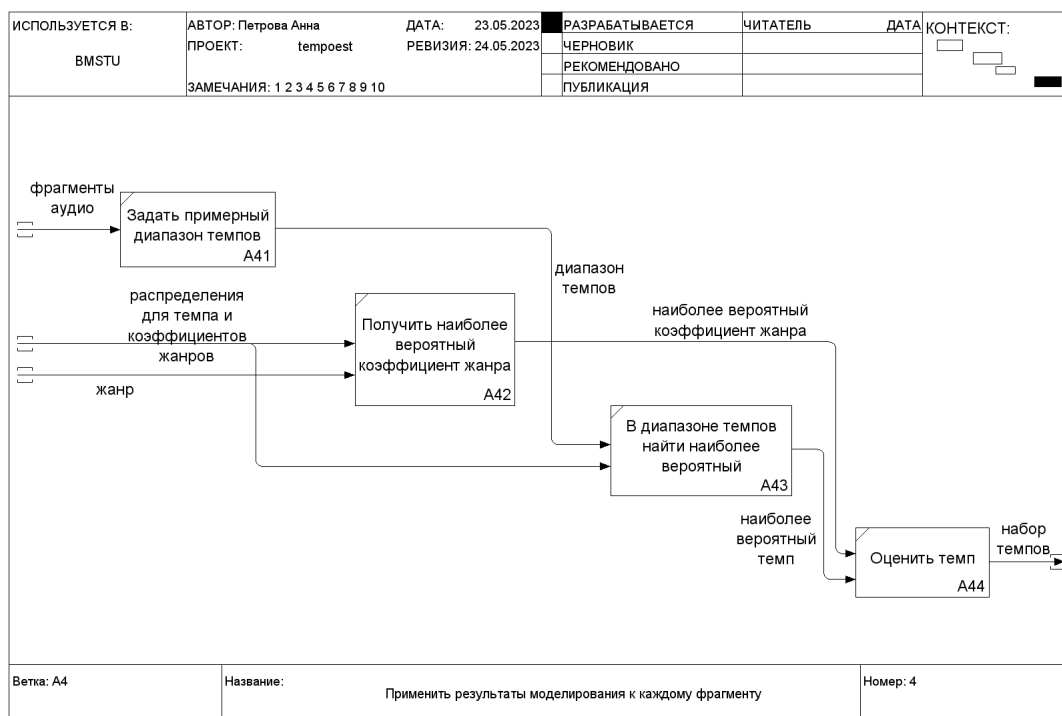 ИСПОЛЬЗУЕТСЯ В:
BMSTU
АВТОР: Петрова Анна
ДАТА: 23.05.2023
ПРОЕКТ: tempoest
РЕВИЗИЯ: 24.05.2023
ЗАМЕЧАНИЯ: 1 2 3 4 5 6 7 8 9 10
РАЗРАБАТЫВАЕТСЯ
ЧЕРНОВИК
РЕКОМЕНДОВАНО
ПУБЛИКАЦИЯ
ЧИТАТЕЛЬ
ДАТА
КОНТЕКСТ:
фрагменты
аудио
Задать примерный
диапазон темпов
A41
диапазон
темпов
распределения
для темпа и
коэффициентов
жанров
жанр
Получить наиболее
вероятный
коэффициент жанра
A42
наиболее вероятный
коэффициент жанра
В диапазоне темпов
найти наиболее
вероятный
A43
наиболее
вероятный
темп
Оценить темп
A44
набор
темпов
Ветка: A4
Название:
Применить результаты моделирования к каждому фрагменту
Номер: 4